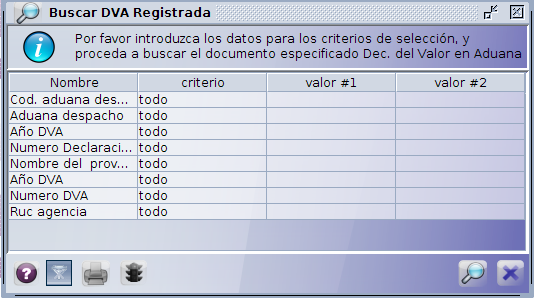 Buscar DVA Registrada
Por favor introduzca los datos para los criterios de selección, y
proceda a buscar el documento especificado Dec. del Valor en Aduana
Nombre criterio valor #1 valor #2
Cod. aduana des... todo
Aduana despacho todo
Año DVA todo
Numero Declaraci... todo
Nombre del prov... todo
Año DVA todo
Numero DVA todo
Ruc agencia todo